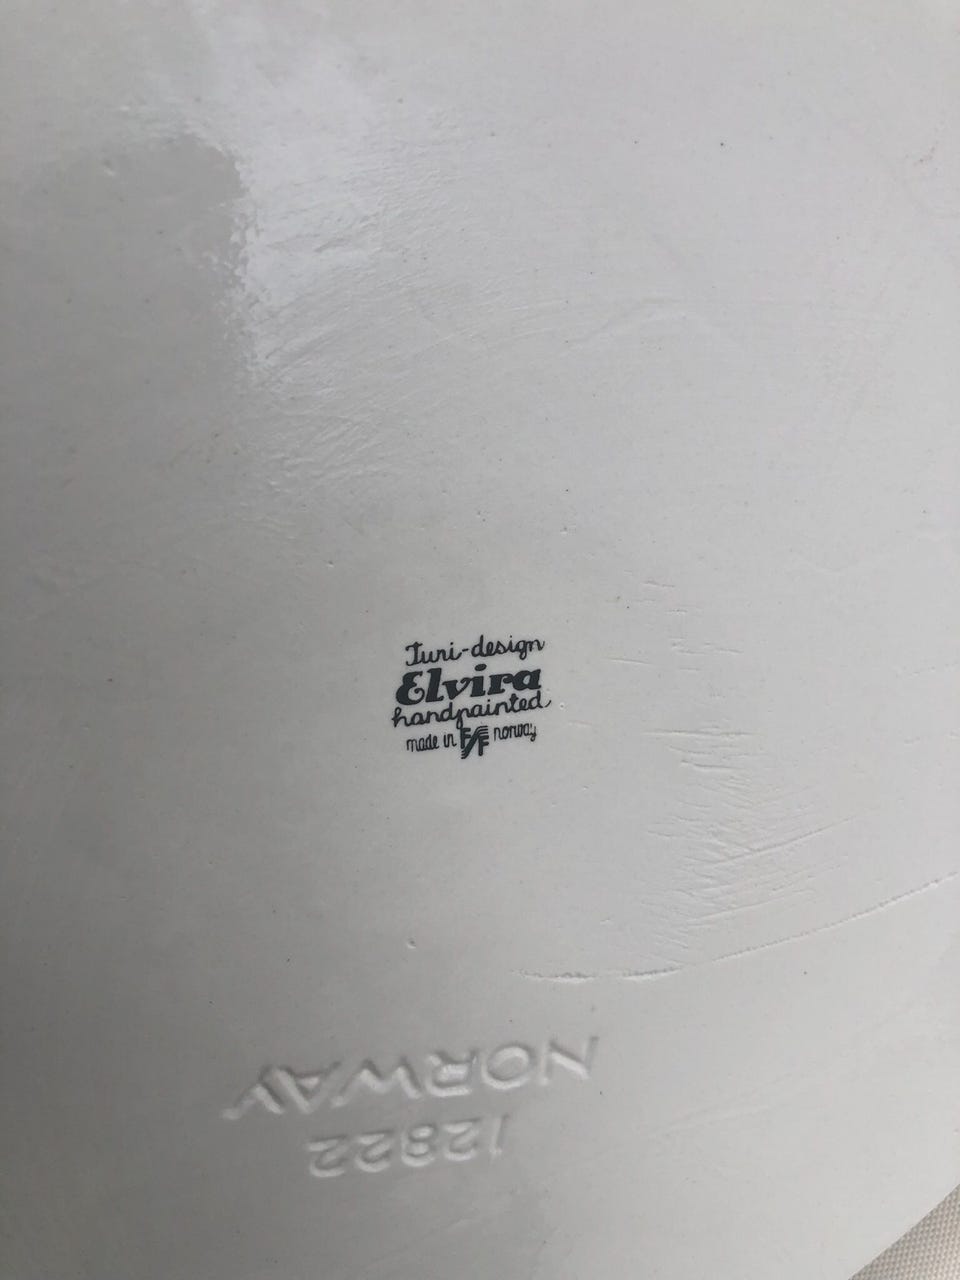 Turi-design
Elvira
handpainted
made in F/F norway
NORWAY
12822